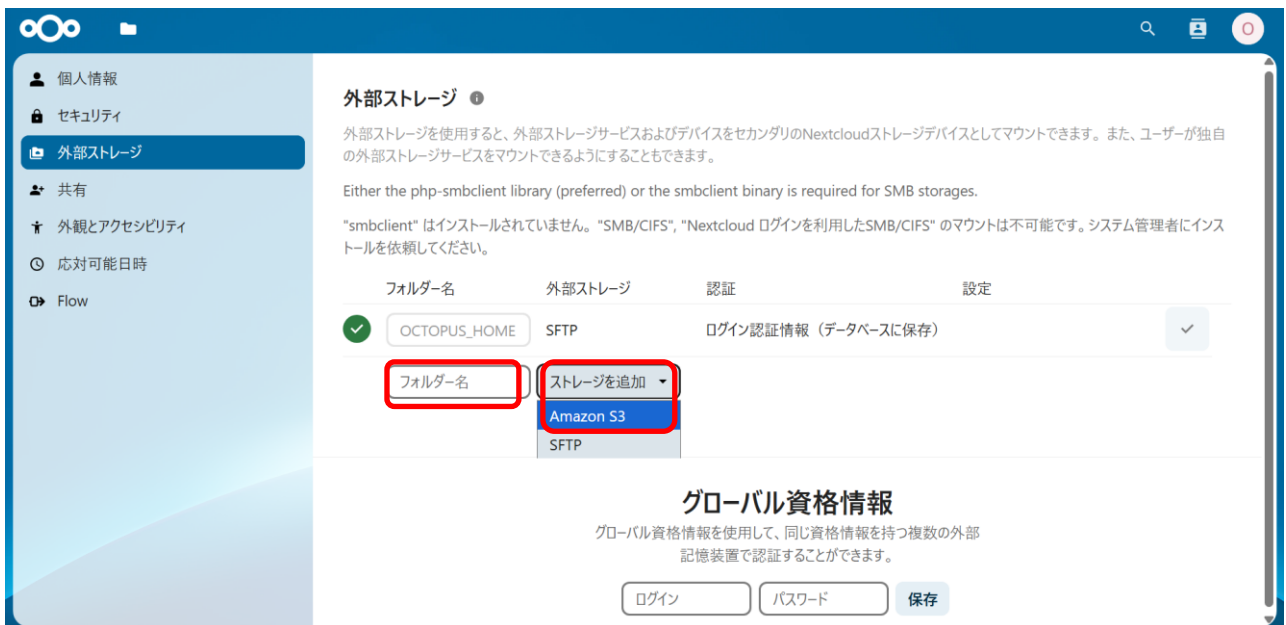 O
個人情報
セキュリティ
外部ストレージ
共有
外観とアクセシビリティ
応対可能日時
Flow
外部ストレージ
外部ストレージを使用すると、外部ストレージサービスおよびデバイスをセカンダリのNextcloudストレージデバイスとしてマウントできます。また、ユーザーが独自
の外部ストレージサービスをマウントできるようにすることもできます。
Either the php-smbclient library (preferred) or the smbclient binary is required for SMB storages.
"smbclient" はインストールされていません。"SMB/CIFS", "Nextcloud ログインを利用したSMB/CIFS" のマウントは不可能です。システム管理者にインス
トールを依頼してください。
フォルダー名 外部ストレージ 認証 設定
OCTOPUS_HOME SFTP ログイン認証情報（データベースに保存）
フォルダー名 ストレージを追加
Amazon S3
SFTP
グローバル資格情報
グローバル資格情報を使用して、同じ資格情報を持つ複数の外部
記憶装置で認証することができます。
ログイン パスワード 保存